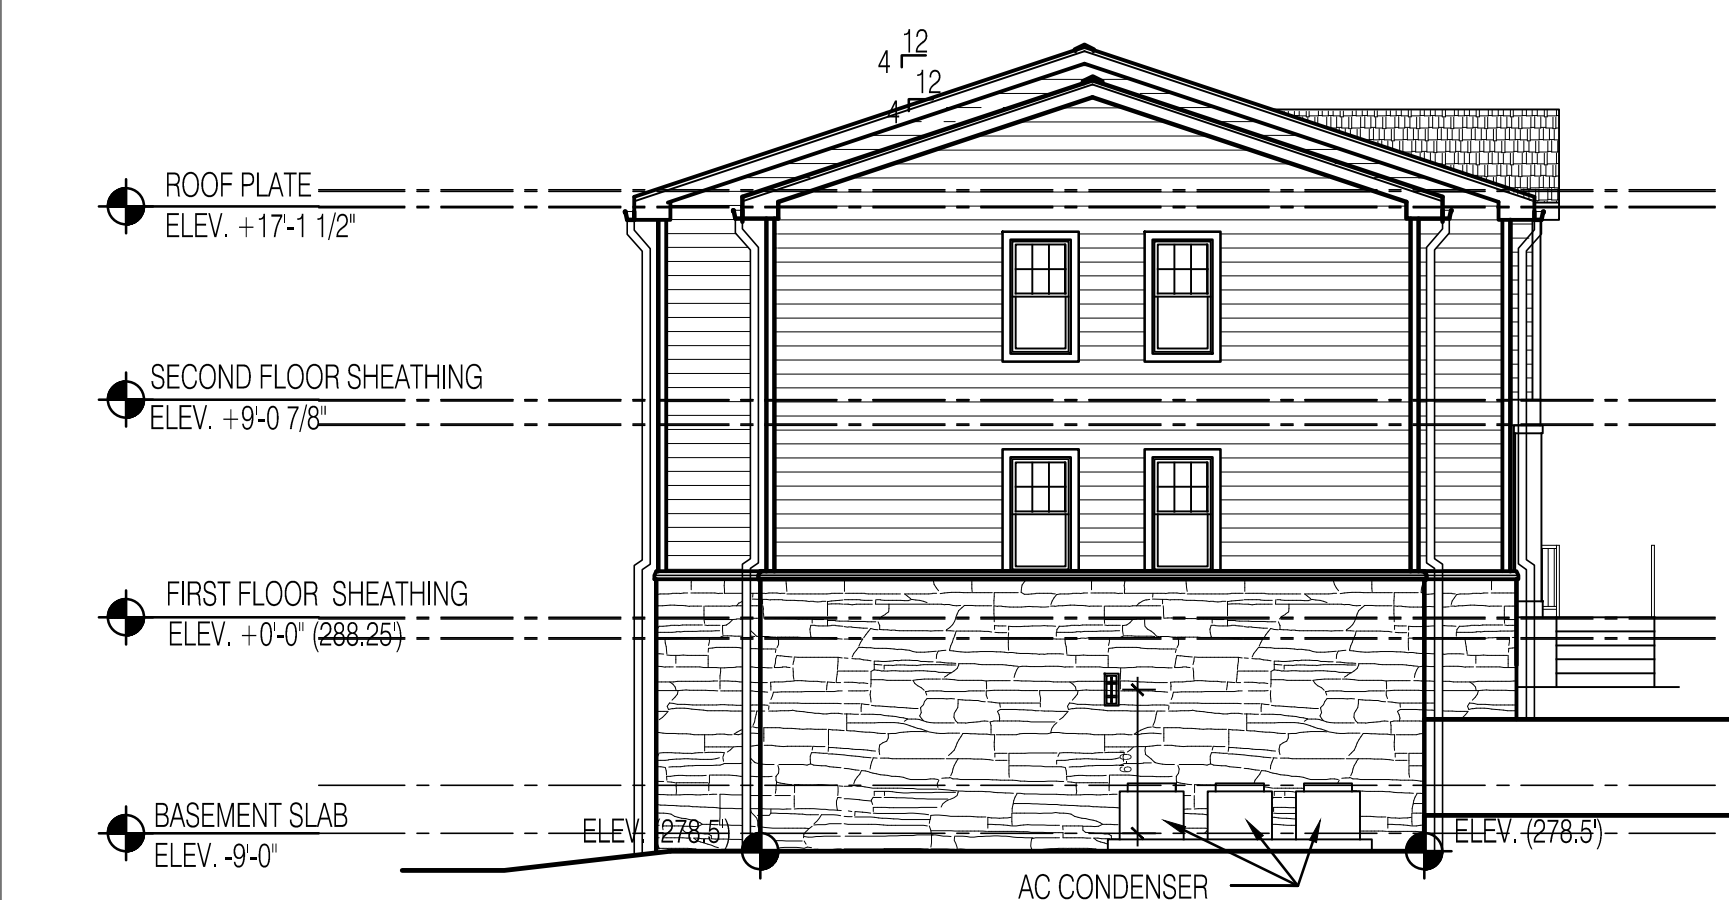 12
4
12
4
ROOF PLATE
ELEV. +17'-1 1/2"
SECOND FLOOR SHEATHING
ELEV. +9'-0 7/8"
FIRST FLOOR SHEATHING
ELEV. +0'-0" (288.25')
BASEMENT SLAB
ELEV. -9'-0"
ELEV. (278.5')
ELEV. (278.5')
AC CONDENSER